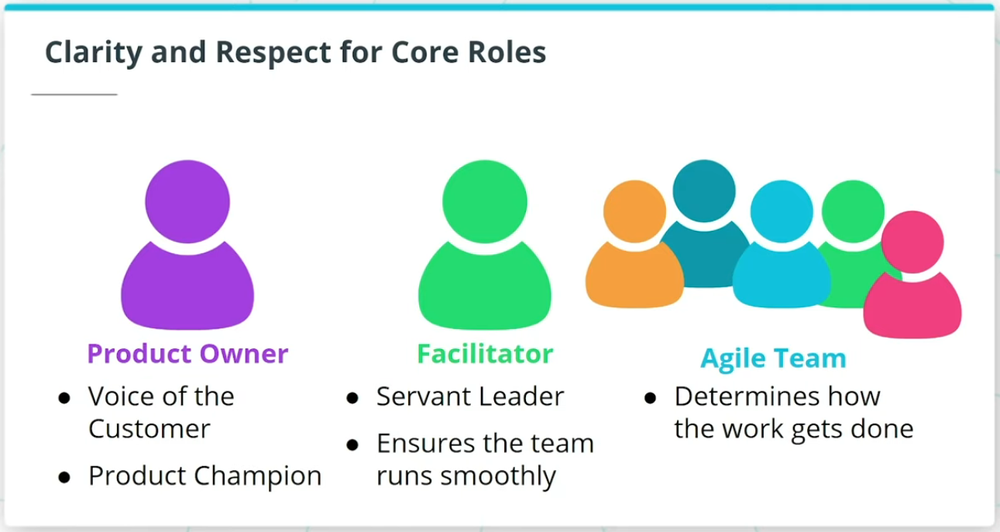 Clarity and Respect for Core Roles
Product Owner
● Voice of the
Customer
● Product Champion
Facilitator
● Servant Leader
● Ensures the team
runs smoothly
Agile Team
● Determines how
the work gets done